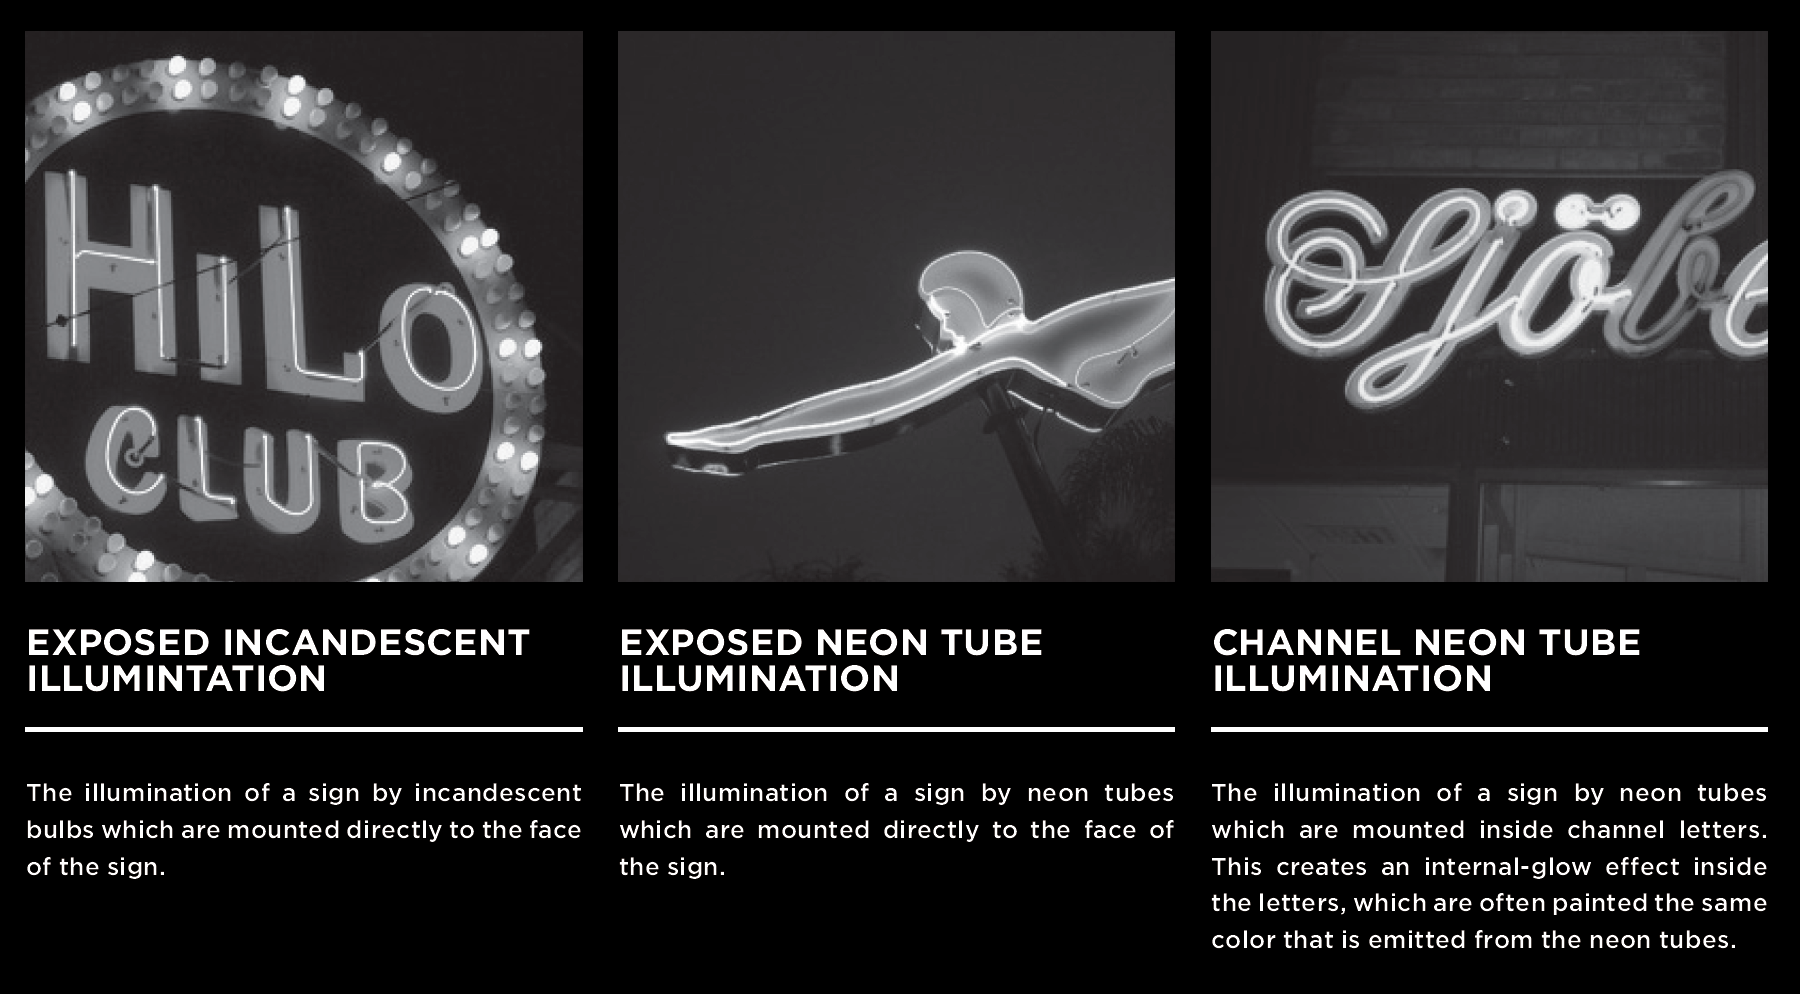 HiLo
CLUB
Sjöbe
EXPOSED INCANDESCENT
ILLUMINTATION
The illumination of a sign by incandescent
bulbs which are mounted directly to the face
of the sign.
EXPOSED NEON TUBE
ILLUMINATION
The illumination of a sign by neon tubes
which are mounted directly to the face of
the sign.
CHANNEL NEON TUBE
ILLUMINATION
The illumination of a sign by neon tubes
which are mounted inside channel letters.
This creates an internal-glow effect inside
the letters, which are often painted the same
color that is emitted from the neon tubes.